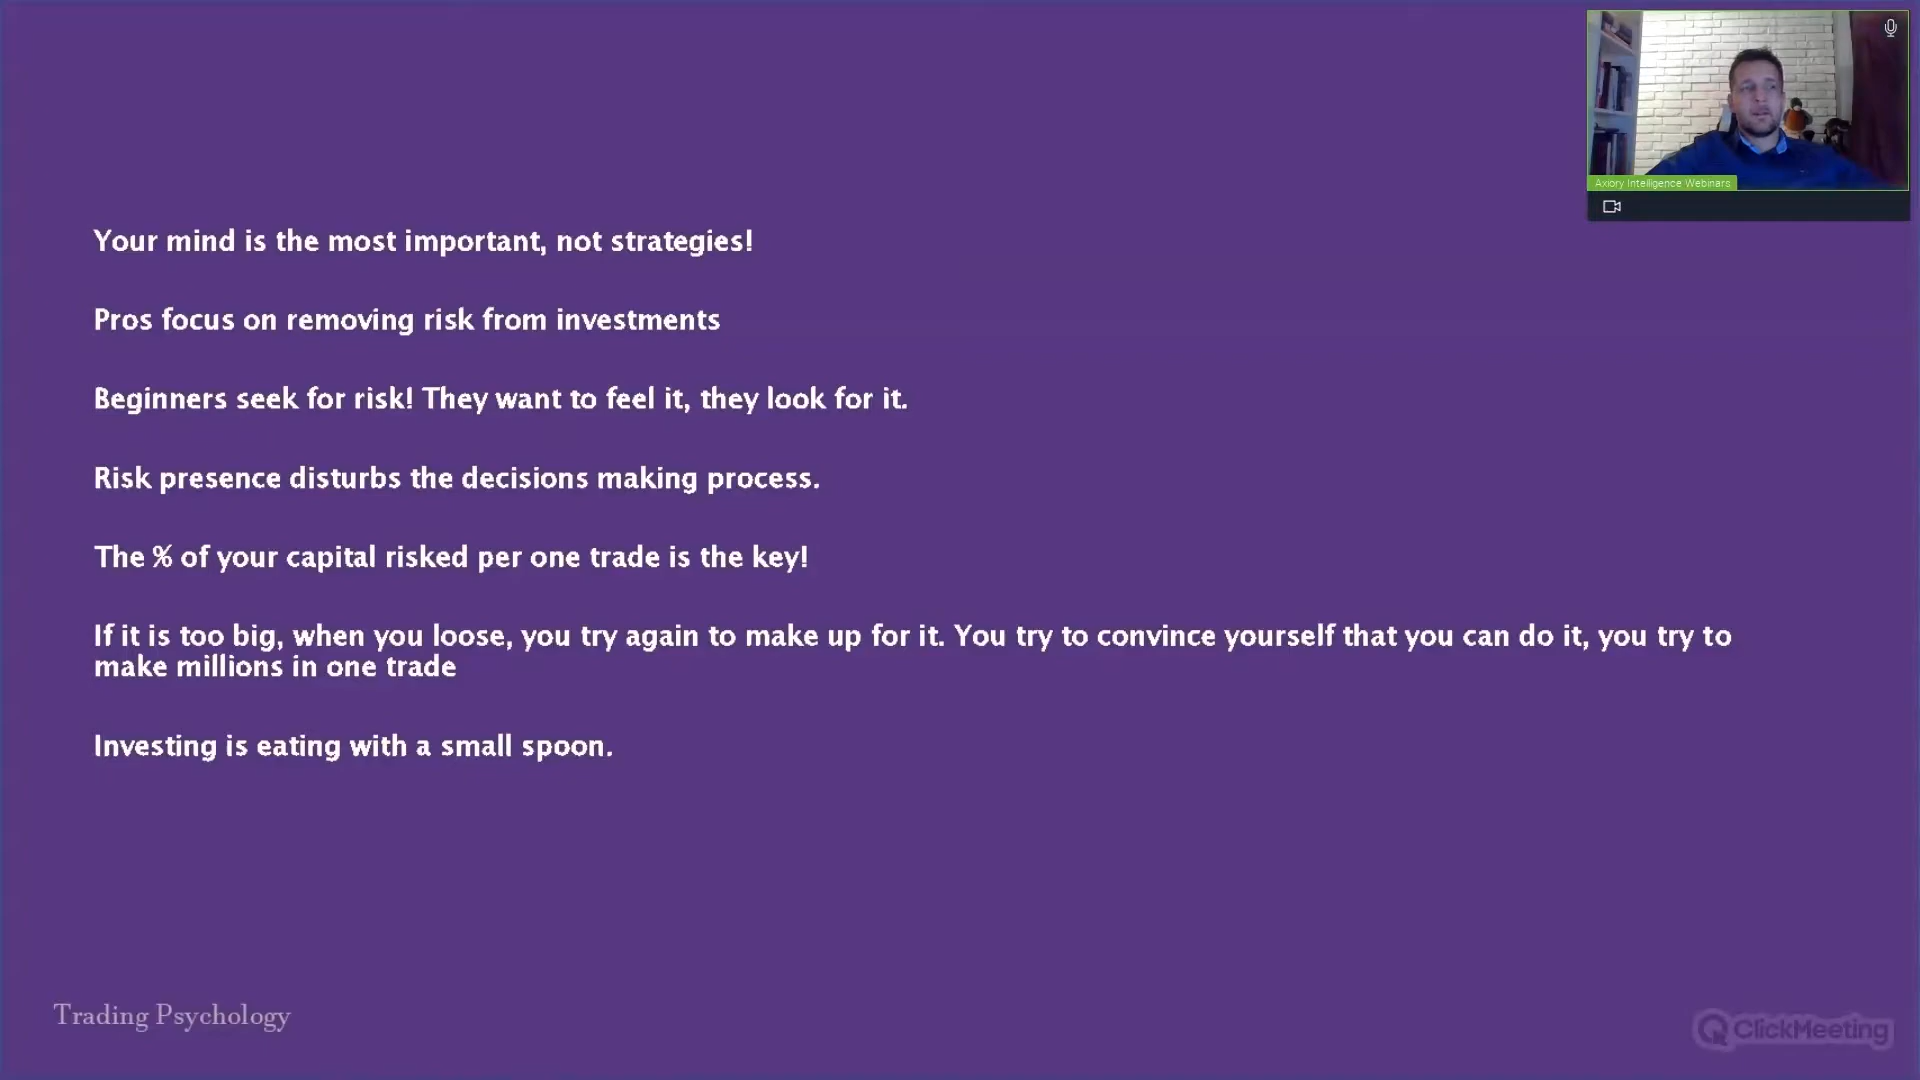 Axiory Intelligence Webinars
Your mind is the most important, not strategies!
Pros focus on removing risk from investments
Beginners seek for risk! They want to feel it, they look for it.
Risk presence disturbs the decisions making process.
The % of your capital risked per one trade is the key!
If it is too big, when you loose, you try again to make up for it. You try to convince yourself that you can do it, you try to
make millions in one trade
Investing is eating with a small spoon.
Trading Psychology
ClickMeeting